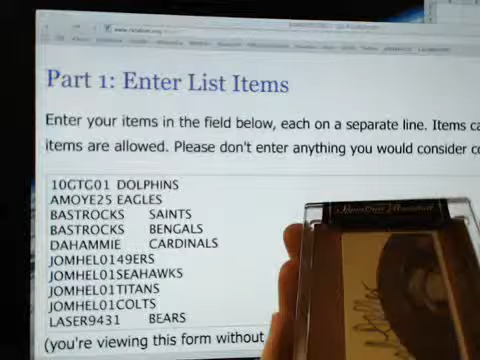 Part 1: Enter List Items
Enter your items in the field below, each on a separate line. Items
items are allowed. Please don't enter anything you would consider
10GTG01 DOLPHINS
AMOYE25 EAGLES
BASTROCKS SAINTS
BASTROCKS BENGALS
DAHAMMIE CARDINALS
JOMHEL0149ERS
JOMHEL01SEAHAWKS
JOMHEL01TITANS
JOMHEL01COLTS
LASER9431 BEARS
(you're viewing this form without